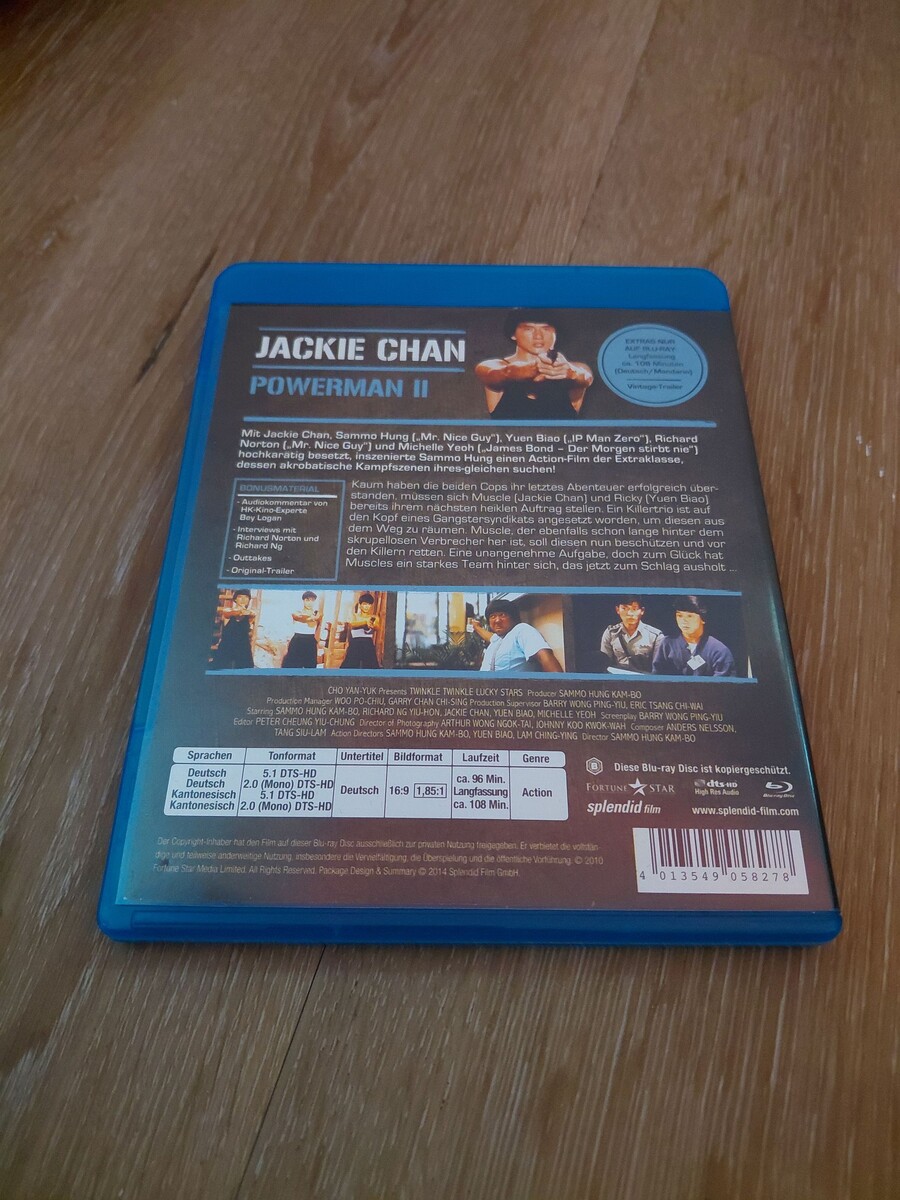 JACKIE CHAN
POWERMAN II
EXTRAS NUR
AUF BLU-RAY:
Langfassung
ca. 108 Minuten
(Deutsch/Mandarin)
Vintage-Trailer
Mit Jackie Chan, Sammo Hung („Mr. Nice Guy“), Yuen Biao („IP Man Zero“), Richard
Norton („Mr. Nice Guy“) und Michelle Yeoh („James Bond – Der Morgen stirbt nie“)
hochkarätig besetzt, inszenierte Sammo Hung einen Action-Film der Extraklasse,
dessen akrobatische Kampfszenen ihres-gleichen suchen!
BONUSMATERIAL
- Audiokommentar von
HK-Kino-Experte
Bey Logan
- Interviews mit
Richard Norton und
Richard Ng
- Outtakes
- Original-Trailer
Kaum haben die beiden Cops ihr letztes Abenteuer erfolgreich über-
standen, müssen sich Muscle (Jackie Chan) und Ricky (Yuen Biao)
bereits ihrem nächsten heiklen Auftrag stellen. Ein Killertrio ist auf
den Kopf eines Gangstersyndikats angesetzt worden, um diesen aus
dem Weg zu räumen. Muscle, der ebenfalls schon lange hinter dem
skrupellosen Verbrecher her ist, soll diesen nun beschützen und vor
den Killern retten. Eine unangenehme Aufgabe, doch zum Glück hat
Muscles ein starkes Team hinter sich, das jetzt zum Schlag ausholt ...
CHO YAN-YUK Presents TWINKLE TWINKLE LUCKY STARS Producer SAMMO HUNG KAM-BO
Production Manager WOO PO-CHIU, GARRY CHAN CHI-SING Production Supervisor BARRY WONG PING-YIU, ERIC TSANG CHI-WAI
Starring SAMMO HUNG KAM-BO, RICHARD NG YIU-HON, JACKIE CHAN, YUEN BIAO, MICHELLE YEOH Screenplay BARRY WONG PING-YIU
Editor PETER CHEUNG YIU-CHUNG Director of Photography ARTHUR WONG NGOK-TAI, JOHNNY KOO KWOK-WAH Composer ANDERS NELSSON,
TANG SIU-LAM Action Directors SAMMO HUNG KAM-BO, YUEN BIAO, LAM CHING-YING Director SAMMO HUNG KAM-BO
Sprachen Tonformat Untertitel Bildformat Laufzeit Genre
Deutsch 5.1 DTS-HD
Deutsch 2.0 (Mono) DTS-HD
Kantonesisch 5.1 DTS-HD
Kantonesisch 2.0 (Mono) DTS-HD
Deutsch
16:9 1,85:1
ca. 96 Min.
Langfassung
ca. 108 Min.
Action
B Diese Blu-ray Disc ist kopiergeschützt.
FORTUNE STAR
dts-HD
High Res Audio
Blu-ray Disc
splendid film
www.splendid-film.com
Der Copyright-Inhaber hat den Film auf dieser Blu-ray Disc ausschließlich zur privaten Nutzung freigegeben. Er verbietet die vollstän-
dige und teilweise anderweitige Nutzung, insbesondere die Vervielfältigung, die Überspielung und die öffentliche Vorführung. © 2010
Fortune Star Media Limited. All Rights Reserved. Package Design & Summary © 2014 Splendid Film GmbH.
4 013549 058278